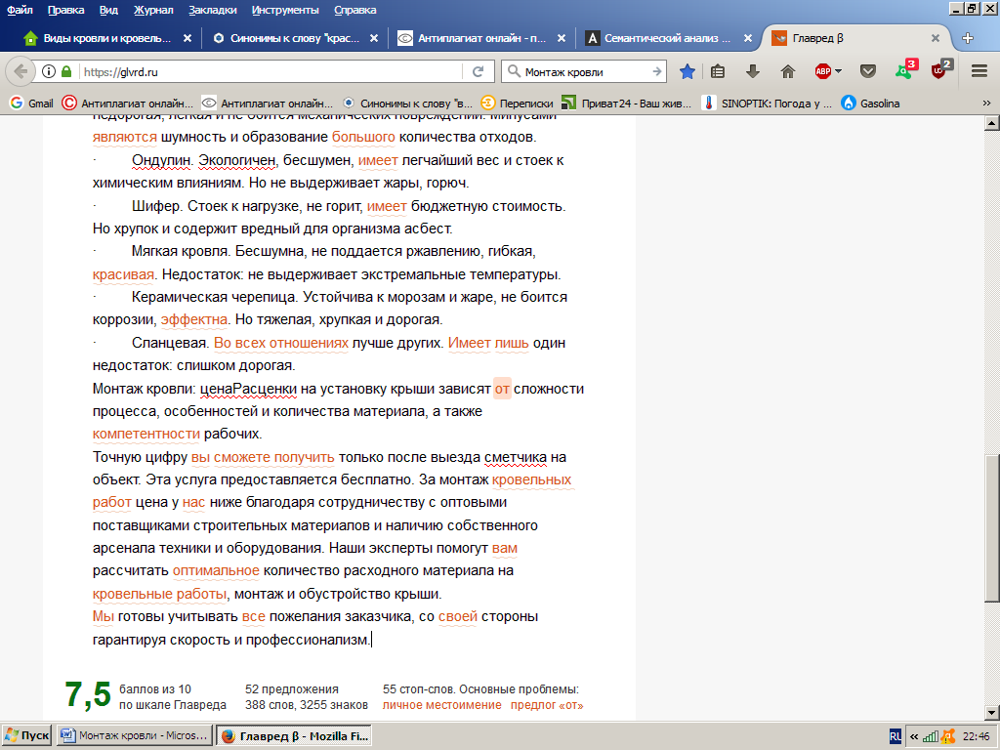 Файл Правка Вид Журнал Закладки Инструменты Справка
Виды кровли и кровель... Синонимы к слову "крас... Антиплагиат онлайн - п... Семантический анализ ... Главред β
https://glvrd.ru Монтаж кровли ABP 3 2
Gmail Антиплагиат онлайн... Антиплагиат онлайн... Синонимы к слову "в... Переписки Приват24 - Ваш жив... SINOPTIK: Погода у ... Gasolina »
недорогая, легкая и не боится механических повреждений. Минусами
являются шумность и образование большого количества отходов.
· Ондулин. Экологичен, бесшумен, имеет легчайший вес и стоек к
химическим влияниям. Но не выдерживает жары, горюч.
· Шифер. Стоек к нагрузке, не горит, имеет бюджетную стоимость.
Но хрупок и содержит вредный для организма асбест.
· Мягкая кровля. Бесшумна, не поддается ржавлению, гибкая,
красивая. Недостаток: не выдерживает экстремальные температуры.
· Керамическая черепица. Устойчива к морозам и жаре, не боится
коррозии, эффектна. Но тяжелая, хрупкая и дорогая.
· Сланцевая. Во всех отношениях лучше других. Имеет лишь один
недостаток: слишком дорогая.
Монтаж кровли: ценаРасценки на установку крыши зависят от сложности
процесса, особенностей и количества материала, а также
компетентности рабочих.
Точную цифру вы сможете получить только после выезда сметчика на
объект. Эта услуга предоставляется бесплатно. За монтаж кровельных
работ цена у нас ниже благодаря сотрудничеству с оптовыми
поставщиками строительных материалов и наличию собственного
арсенала техники и оборудования. Наши эксперты помогут вам
рассчитать оптимальное количество расходного материала на
кровельные работы, монтаж и обустройство крыши.
Мы готовы учитывать все пожелания заказчика, со своей стороны
гарантируя скорость и профессионализм.
7,5 баллов из 10 52 предложения 55 стоп-слов. Основные проблемы:
по шкале Главреда 388 слов, 3255 знаков личное местоимение предлог «от»
Пуск Монтаж кровли - Micros... Главред β - Mozilla Fi... RU « 22:46